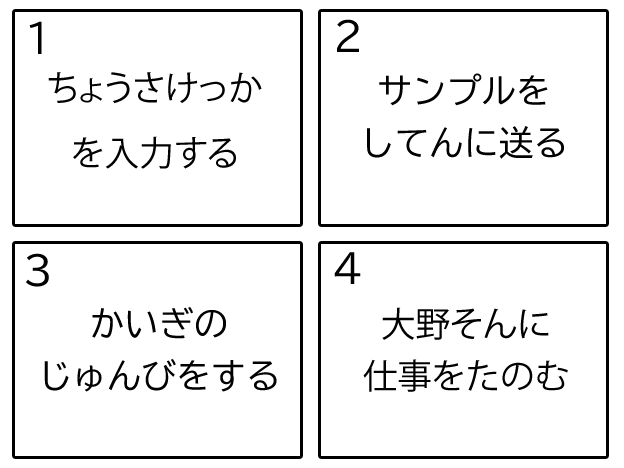 1
ちょうさけっか
を入力する
2
サンプルを
してんに送る
3
かいぎの
じゅんびをする
4
大野そんに
仕事をたのむ